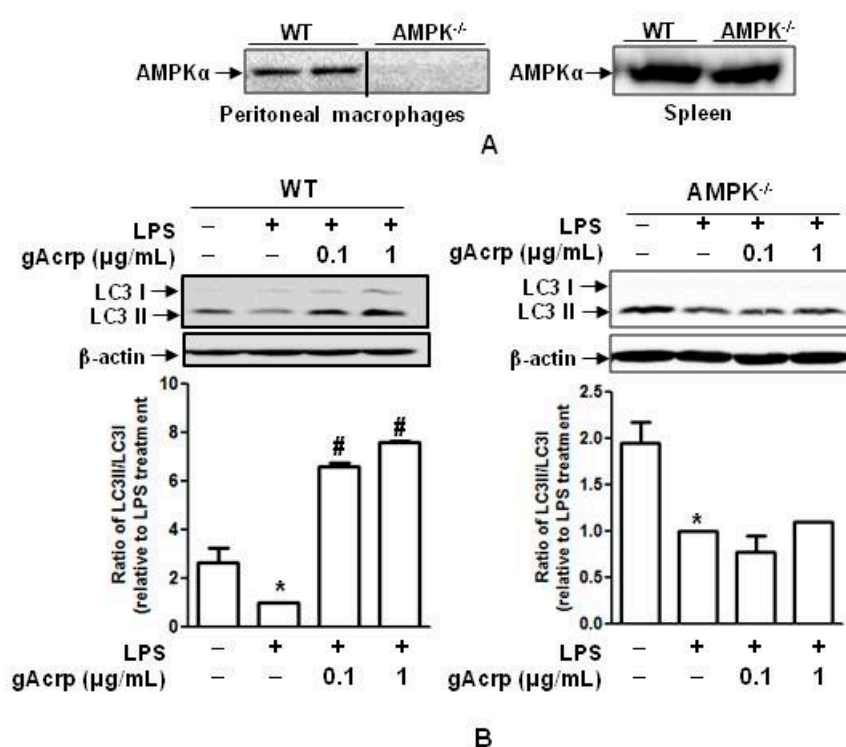 WT AMPK-/- WT AMPK-/-
AMPKα AMPKα
Peritoneal macrophages Spleen
A
WT
LPS – + + +
gAcrp (µg/mL) – – 0.1 1
LC3 I
LC3 II
β-actin
10
8
6
4
2
0
Ratio of LC3II/LC3I
(relative to LPS treatment
* # #
LPS – + + +
gAcrp (µg/mL) – – 0.1 1
AMPK-/-
LPS – + + +
gAcrp (µg/mL) – – 0.1 1
LC3 I
LC3 II
β-actin
2.5
2.0
1.5
1.0
0.5
0.0
Ratio of LC3II/LC3I
(relative to LPS treatment
*
LPS – + + +
gAcrp (µg/mL) – – 0.1 1
B